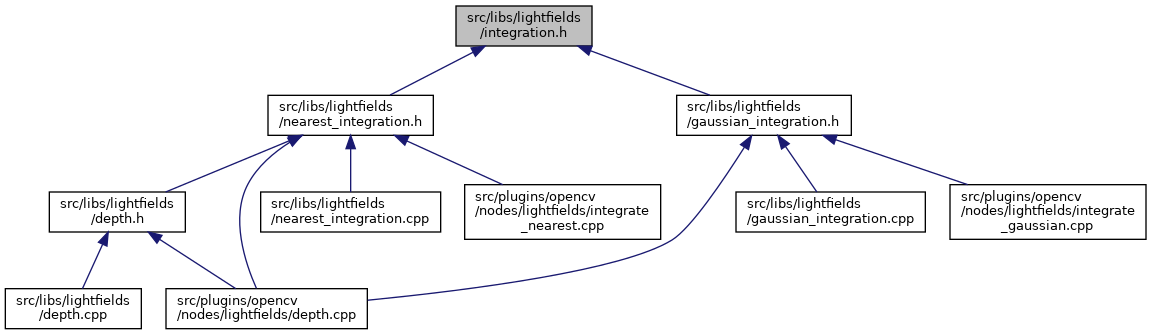 src/libs/lightfields
/integration.h
src/libs/lightfields
/nearest_integration.h
src/libs/lightfields
/gaussian_integration.h
src/libs/lightfields
/depth.h
src/libs/lightfields
/nearest_integration.cpp
src/plugins/opencv
/nodes/lightfields/integrate
_nearest.cpp
src/libs/lightfields
/gaussian_integration.cpp
src/plugins/opencv
/nodes/lightfields/integrate
_gaussian.cpp
src/libs/lightfields
/depth.cpp
src/plugins/opencv
/nodes/lightfields/depth.cpp